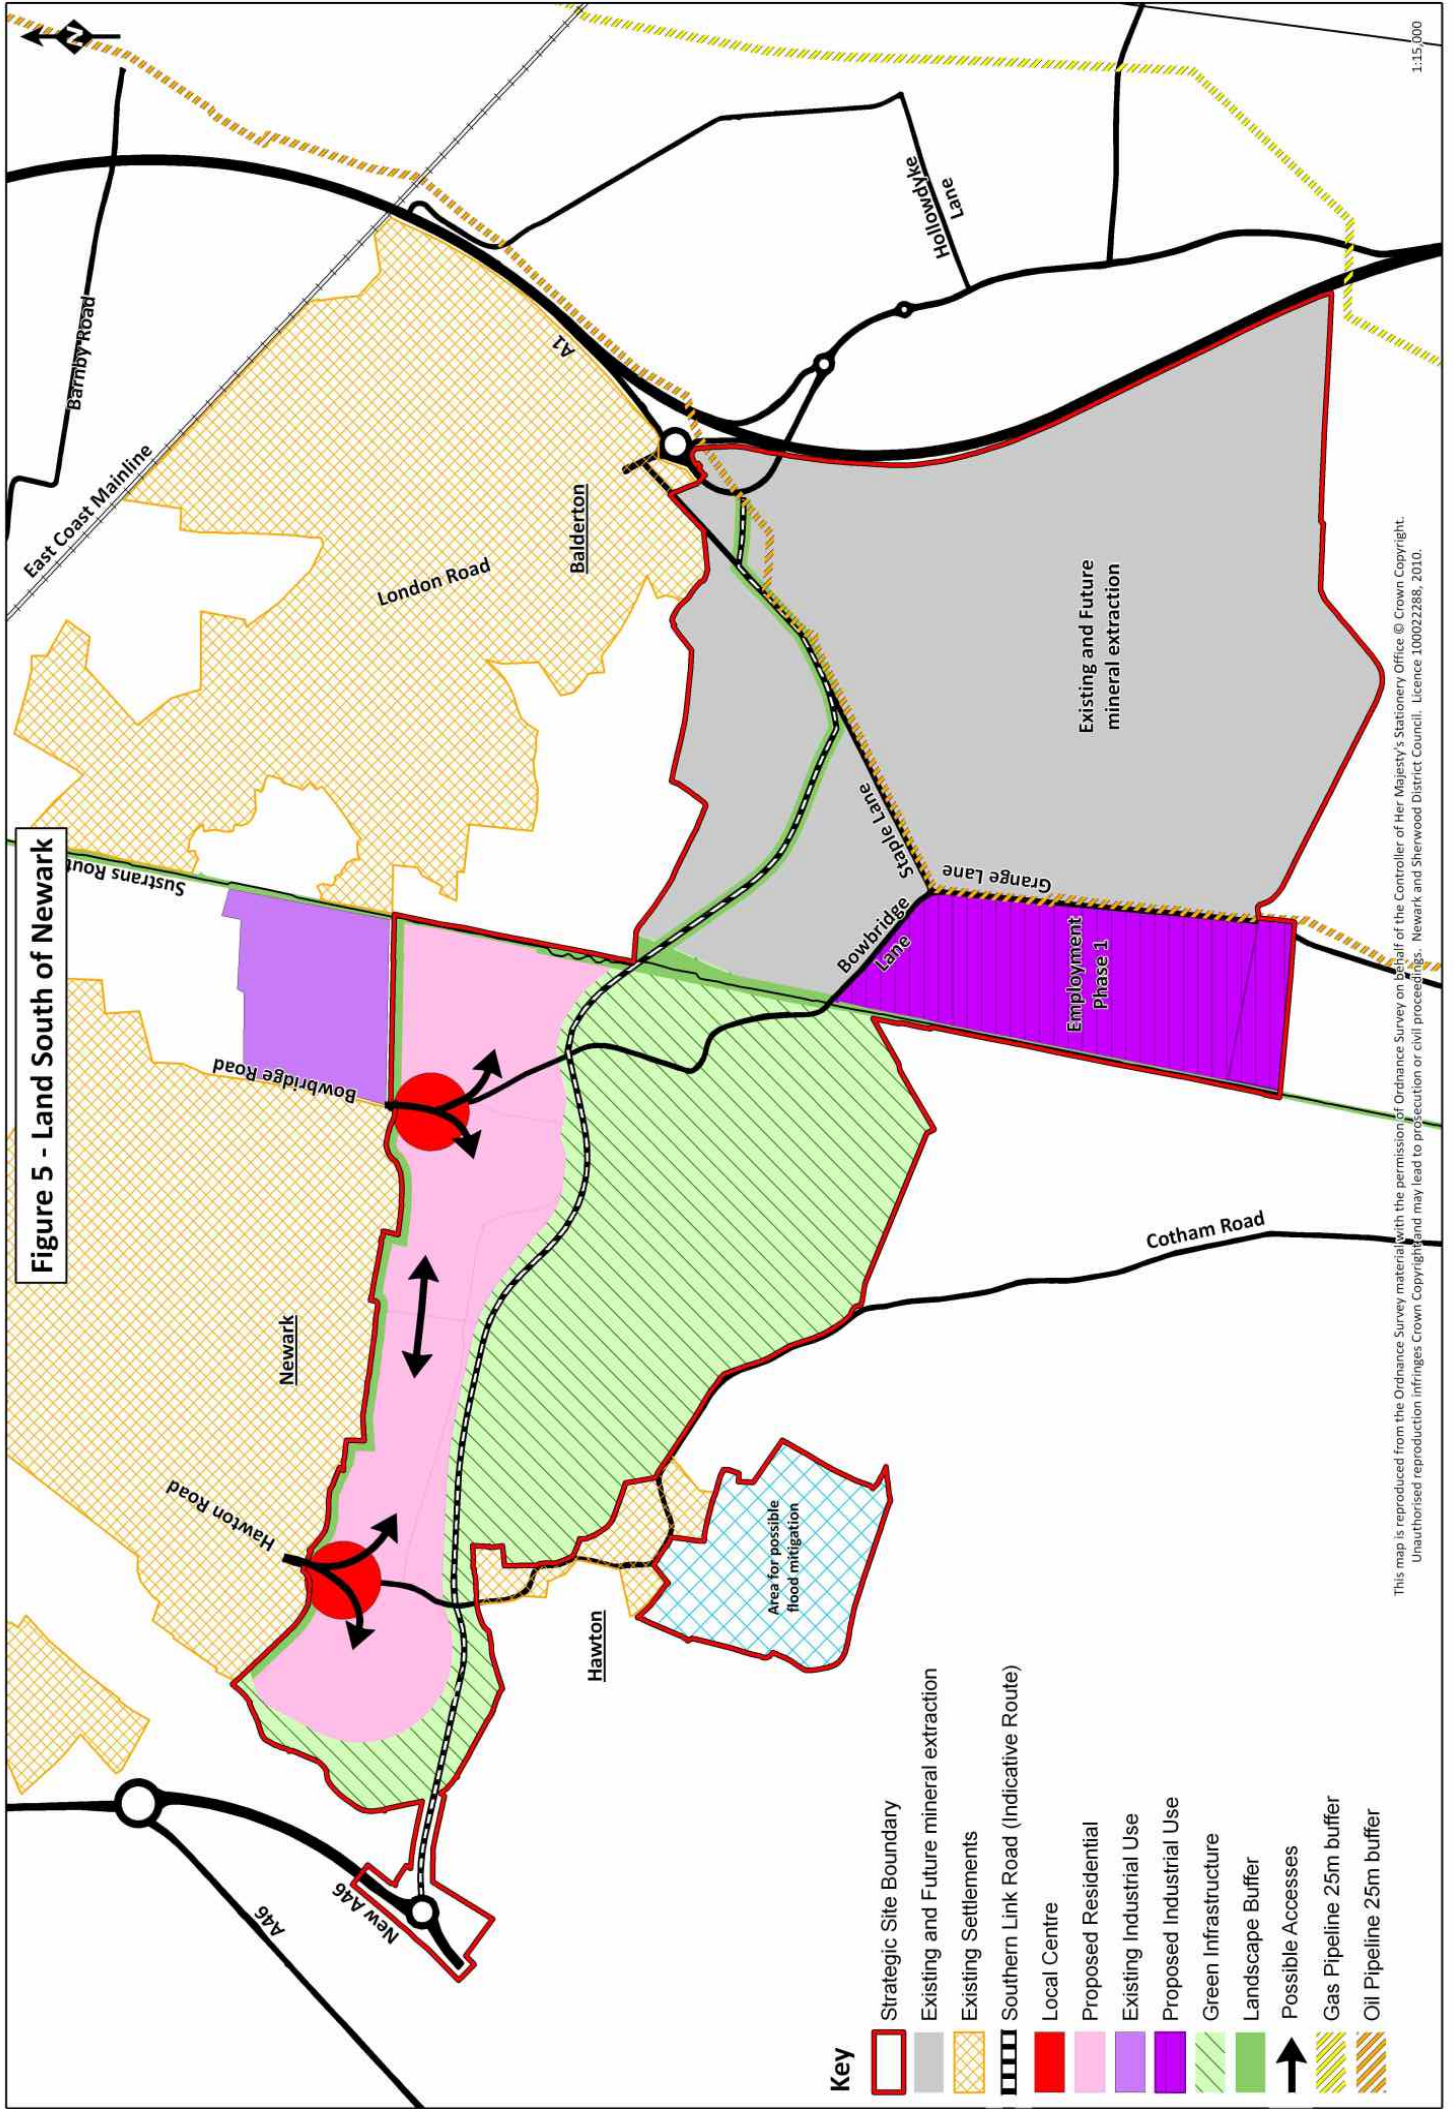 Figure 5 - Land South of Newark
N
Barnby Road
East Coast Mainline
London Road
Balderton
A1
Hollowdyke
Lane
Sustrans Rout
Bowbridge Road
Newark
Hawton Road
Staple Lane
Grange Lane
Bowbridge
Lane
Existing and Future
mineral extraction
Employment
Phase 1
Cotham Road
Area for possible
flood mitigation
Hawton
New A46
A46
Key
Strategic Site Boundary
Existing and Future mineral extraction
Existing Settlements
Southern Link Road (Indicative Route)
Local Centre
Proposed Residential
Existing Industrial Use
Proposed Industrial Use
Green Infrastructure
Landscape Buffer
Possible Accesses
Gas Pipeline 25m buffer
Oil Pipeline 25m buffer
This map is reproduced from the Ordnance Survey material with the permission of Ordnance Survey on behalf of the Controller of Her Majesty's Stationery Office © Crown Copyright.
Unauthorised reproduction infringes Crown Copyright and may lead to prosecution or civil proceedings. Newark and Sherwood District Council. Licence 100022288, 2010.
1:15,000